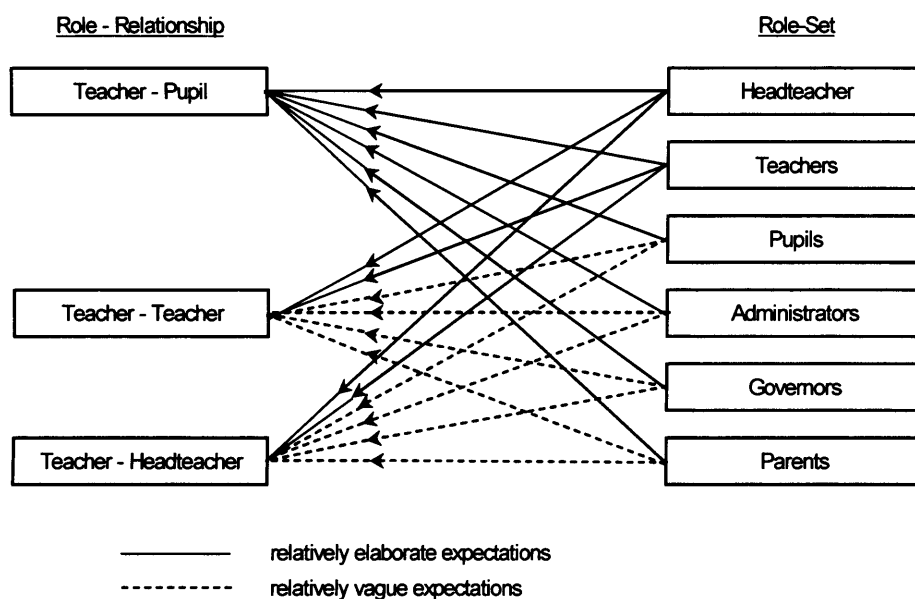 Role - Relationship
Role-Set
Teacher - Pupil
Headteacher
Teachers
Pupils
Teacher - Teacher
Administrators
Governors
Teacher - Headteacher
Parents
relatively elaborate expectations
relatively vague expectations